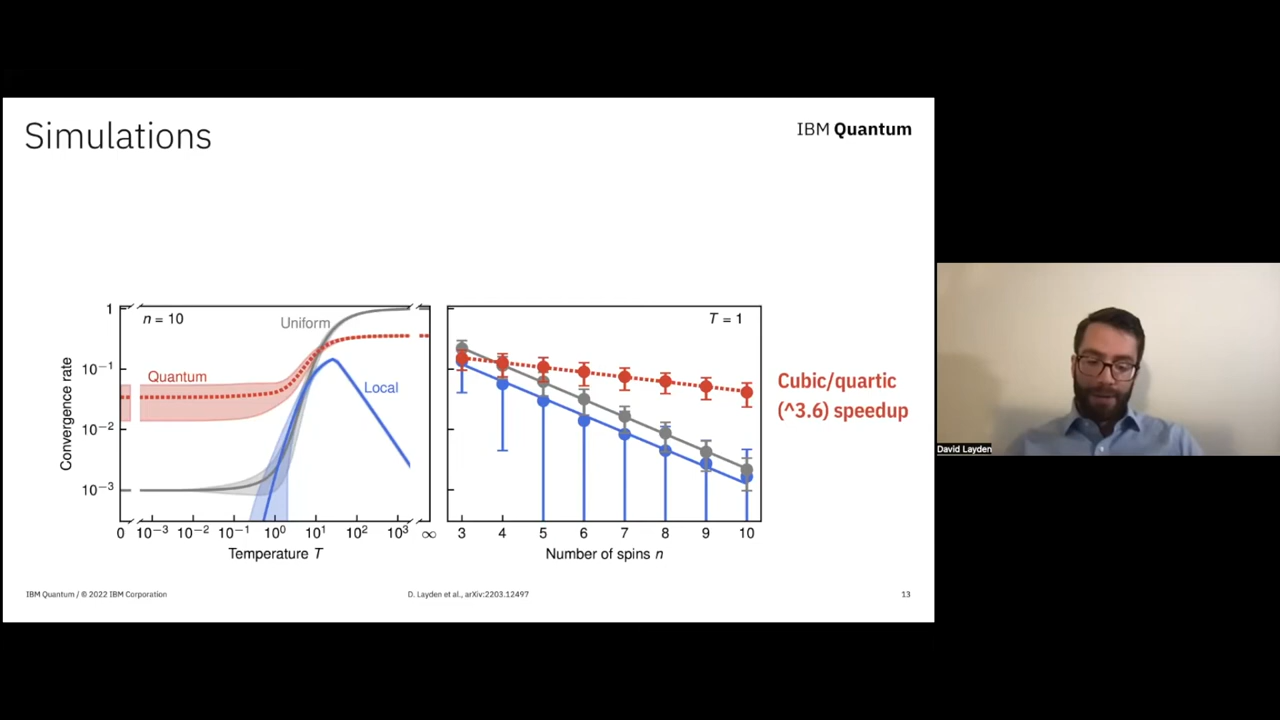 Simulations
IBM Quantum
Convergence rate
1
10⁻¹
10⁻²
10⁻³
n = 10
Uniform
Quantum
Local
0 10⁻³ 10⁻² 10⁻¹ 10⁰ 10¹ 10² 10³ ∞
Temperature T
T = 1
3 4 5 6 7 8 9 10
Number of spins n
Cubic/quartic
(^3.6) speedup
David Layden
IBM Quantum / © 2022 IBM Corporation
D. Layden et al., arXiv:2203.12497
13